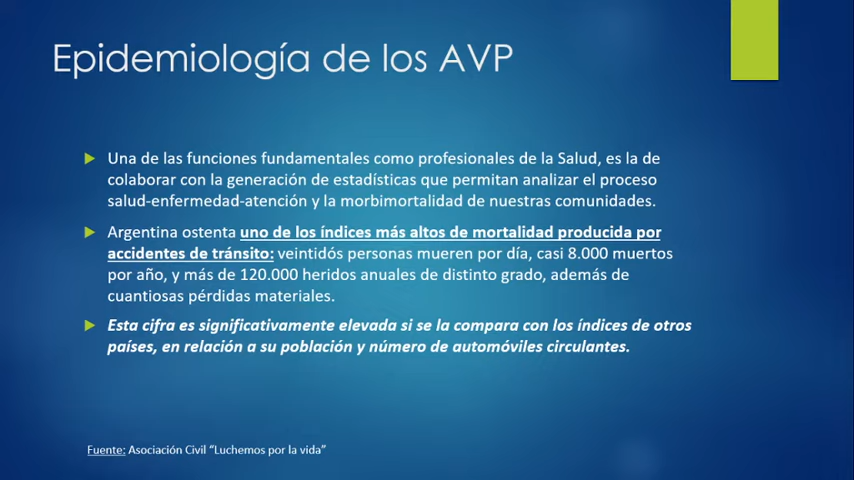 Epidemiología de los AVP
Una de las funciones fundamentales como profesionales de la Salud, es la de
colaborar con la generación de estadísticas que permitan analizar el proceso
salud-enfermedad-atención y la morbimortalidad de nuestras comunidades.
Argentina ostenta uno de los índices más altos de mortalidad producida por
accidentes de tránsito: veintidós personas mueren por día, casi 8.000 muertos
por año, y más de 120.000 heridos anuales de distinto grado, además de
cuantiosas pérdidas materiales.
Esta cifra es significativamente elevada si se la compara con los índices de otros
países, en relación a su población y número de automóviles circulantes.
Fuente: Asociación Civil “Luchemos por la vida”